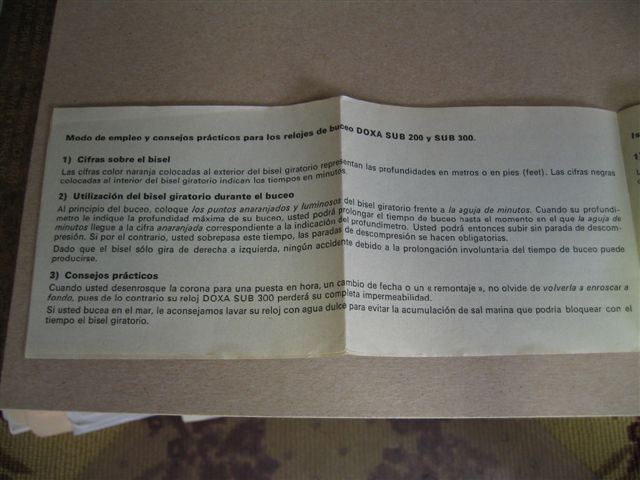 Modo de empleo y consejos prácticos para los relojes de buceo DOXA SUB 200 y SUB 300.
1) Cifras sobre el bisel
Las cifras color naranja colocadas al exterior del bisel giratorio representan las profundidades en metros o en pies (feet). Las cifras negras
colocadas al interior del bisel giratorio indican los tiempos en minutos.
2) Utilización del bisel giratorio durante el buceo
Al principio del buceo, coloque los puntos anaranjados y luminosos del bisel giratorio frente a la aguja de minutos. Cuando su profundí-
metro le indique la profundidad máxima de su buceo, usted podrá prolongar el tiempo de buceo hasta el momento en el que la aguja de
minutos llegue a la cifra anaranjada correspondiente a la indicación del profundímetro. Usted podrá entonces subir sin parada de descom-
presión. Si por el contrario, usted sobrepasa este tiempo, las paradas de descompresión se hacen obligatorias.
Dado que el bisel sólo gira de derecha a izquierda, ningún accidente debido a la prolongación involuntaria del tiempo de buceo puede
producirse.
3) Consejos prácticos
Cuando usted desenrosque la corona para una puesta en hora, un cambio de fecha o un « remontaje », no olvide de volverla a enroscar a
fondo, pues de lo contrario su reloj DOXA SUB 300 perderá su completa impermeabilidad.
Si usted bucea en el mar, le aconsejamos lavar su reloj con agua dulce para evitar la acumulación de sal marina que podria bloquear con el
tiempo el bisel giratorio.